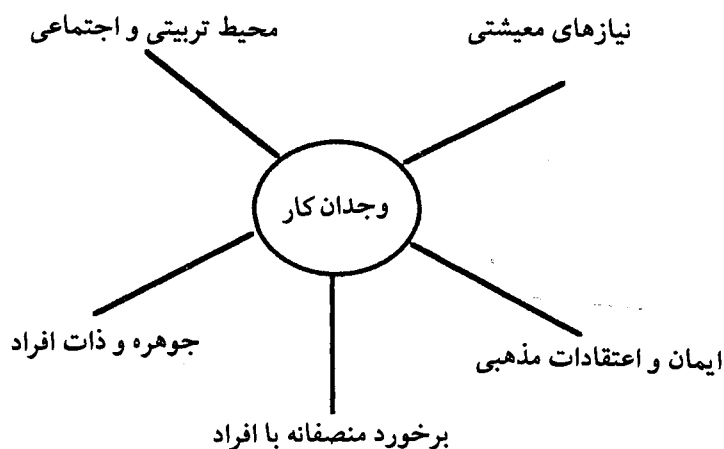 نیازهای معیشتی
محیط تربیتی و اجتماعی
وجدان کار
جوهره و ذات افراد
ایمان و اعتقادات مذهبی
برخورد منصفانه با افراد